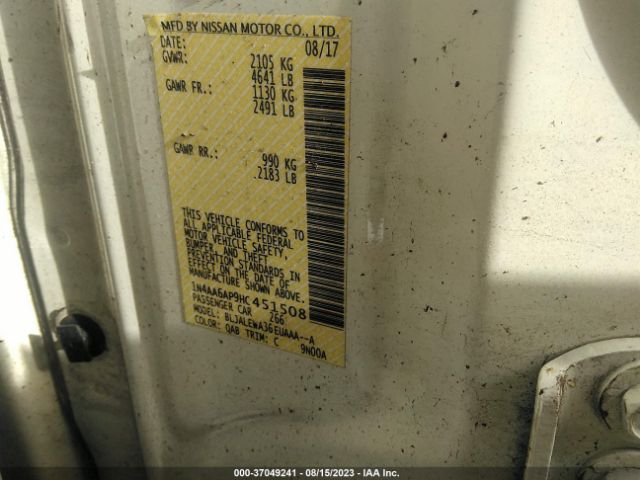 MFD BY NISSAN MOTOR CO., LTD.
DATE: 08/17
GVWR: 2105 KG
4641 LB
GAWR FR.: 1130 KG
2491 LB
GAWR RR.: 990 KG
2183 LB
THIS VEHICLE CONFORMS TO
ALL APPLICABLE FEDERAL
MOTOR VEHICLE SAFETY,
BUMPER, AND THEFT
PREVENTION STANDARDS IN
EFFECT ON THE DATE OF
MANUFACTURE SHOWN ABOVE.
1N4AA6AP9HC451508
PASSENGER CAR 266
MODEL: BLJALEWA36EUAAA--A
COLOR: QAB TRIM: C 9N00A
000-37049241 - 08/15/2023 - IAA Inc.